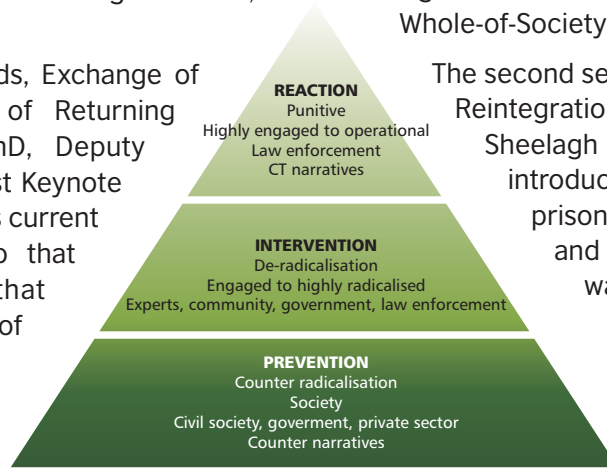 Whole-of-Society
ds, Exchange of
of Returning
nD, Deputy
st Keynote
s current
o that
that
of
REACTION
Punitive
Highly engaged to operational
Law enforcement
CT narratives
INTERVENTION
De-radicalisation
Engaged to highly radicalised
Experts, community, government, law enforcement
PREVENTION
Counter radicalisation
Society
Civil society, goverment, private sector
Counter narratives
The second se
Reintegratio
Sheelagh
introduc
prison
and
wa